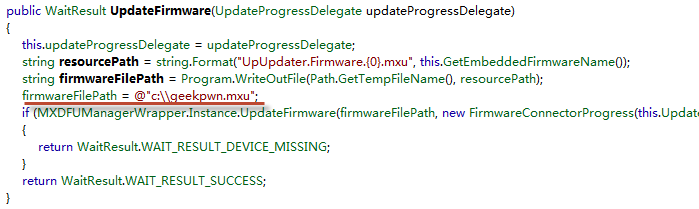 public WaitResult UpdateFirmware(UpdateProgressDelegate updateProgressDelegate)
{
this.updateProgressDelegate = updateProgressDelegate;
string resourcePath = string.Format("UpUpdater.Firmware.{0}.mxu", this.GetEmbeddedFirmwareName());
string firmwareFilePath = Program.WriteOutFile(Path.GetTempFileName(), resourcePath);
firmwareFilePath = @"c:\\geekpwn.mxu";
if (MXDFUManagerWrapper.Instance.UpdateFirmware(firmwareFilePath, new FirmwareConnectorProgress(this.Update
{
return WaitResult.WAIT_RESULT_DEVICE_MISSING;
}
return WaitResult.WAIT_RESULT_SUCCESS;
}